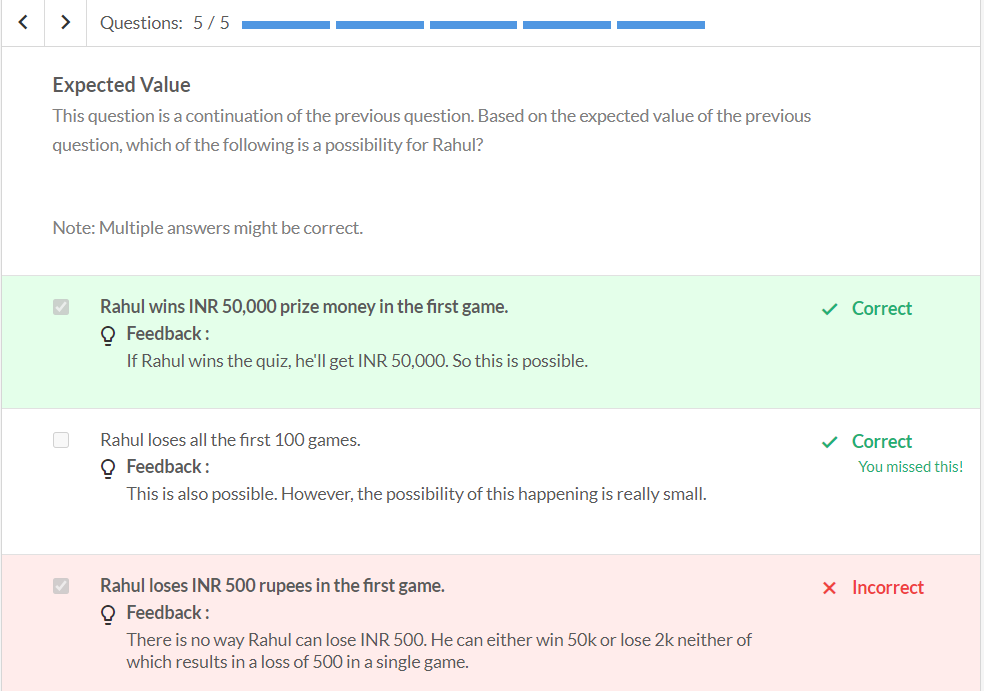 Questions: 5 / 5
Expected Value
This question is a continuation of the previous question. Based on the expected value of the previous
question, which of the following is a possibility for Rahul?
Note: Multiple answers might be correct.
Rahul wins INR 50,000 prize money in the first game.
Correct
Feedback :
If Rahul wins the quiz, he'll get INR 50,000. So this is possible.
Rahul loses all the first 100 games.
Correct
Feedback :
You missed this!
This is also possible. However, the possibility of this happening is really small.
Rahul loses INR 500 rupees in the first game.
Incorrect
Feedback :
There is no way Rahul can lose INR 500. He can either win 50k or lose 2k neither of
which results in a loss of 500 in a single game.